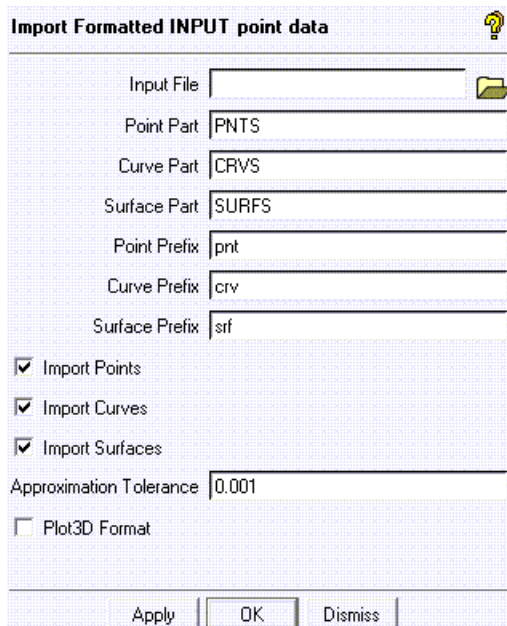 Import Formatted INPUT point data
Input File
Point Part PNTS
Curve Part CRVS
Surface Part SURFS
Point Prefix pnt
Curve Prefix crv
Surface Prefix srf
Import Points
Import Curves
Import Surfaces
Approximation Tolerance 0.001
Plot3D Format
Apply OK Dismiss